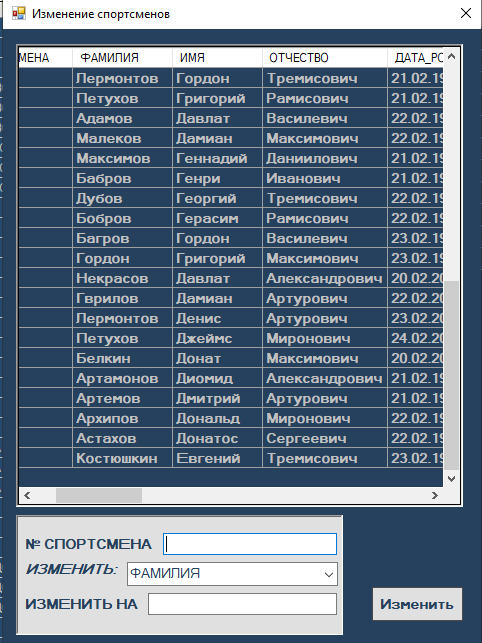 Изменение спортсменов
МЕНА ФАМИЛИЯ ИМЯ ОТЧЕСТВО ДАТА_РО
Лермонтов Гордон Тремисович 21.02.19
Петухов Григорий Рамисович 21.02.19
Адамов Давлат Василевич 22.02.19
Малеков Дамиан Максимович 22.02.19
Максимов Геннадий Даниилович 21.02.19
Бабров Генри Иванович 21.02.19
Дубов Георгий Тремисович 22.02.19
Бобров Герасим Рамисович 22.02.19
Багров Гордон Василевич 23.02.19
Гордон Григорий Максимович 23.02.19
Некрасов Давлат Александрович 20.02.20
Гврилов Дамиан Артурович 22.02.20
Лермонтов Денис Артурович 23.02.20
Петухов Джеймс Миронович 24.02.20
Белкин Донат Максимович 20.02.20
Артамонов Диомид Александрович 21.02.19
Артемов Дмитрий Артурович 21.02.19
Архипов Дональд Миронович 22.02.19
Астахов Донатос Сергеевич 22.02.19
Костюшкин Евгений Тремисович 23.02.19
№ СПОРТСМЕНА
ИЗМЕНИТЬ: ФАМИЛИЯ
ИЗМЕНИТЬ НА
Изменить